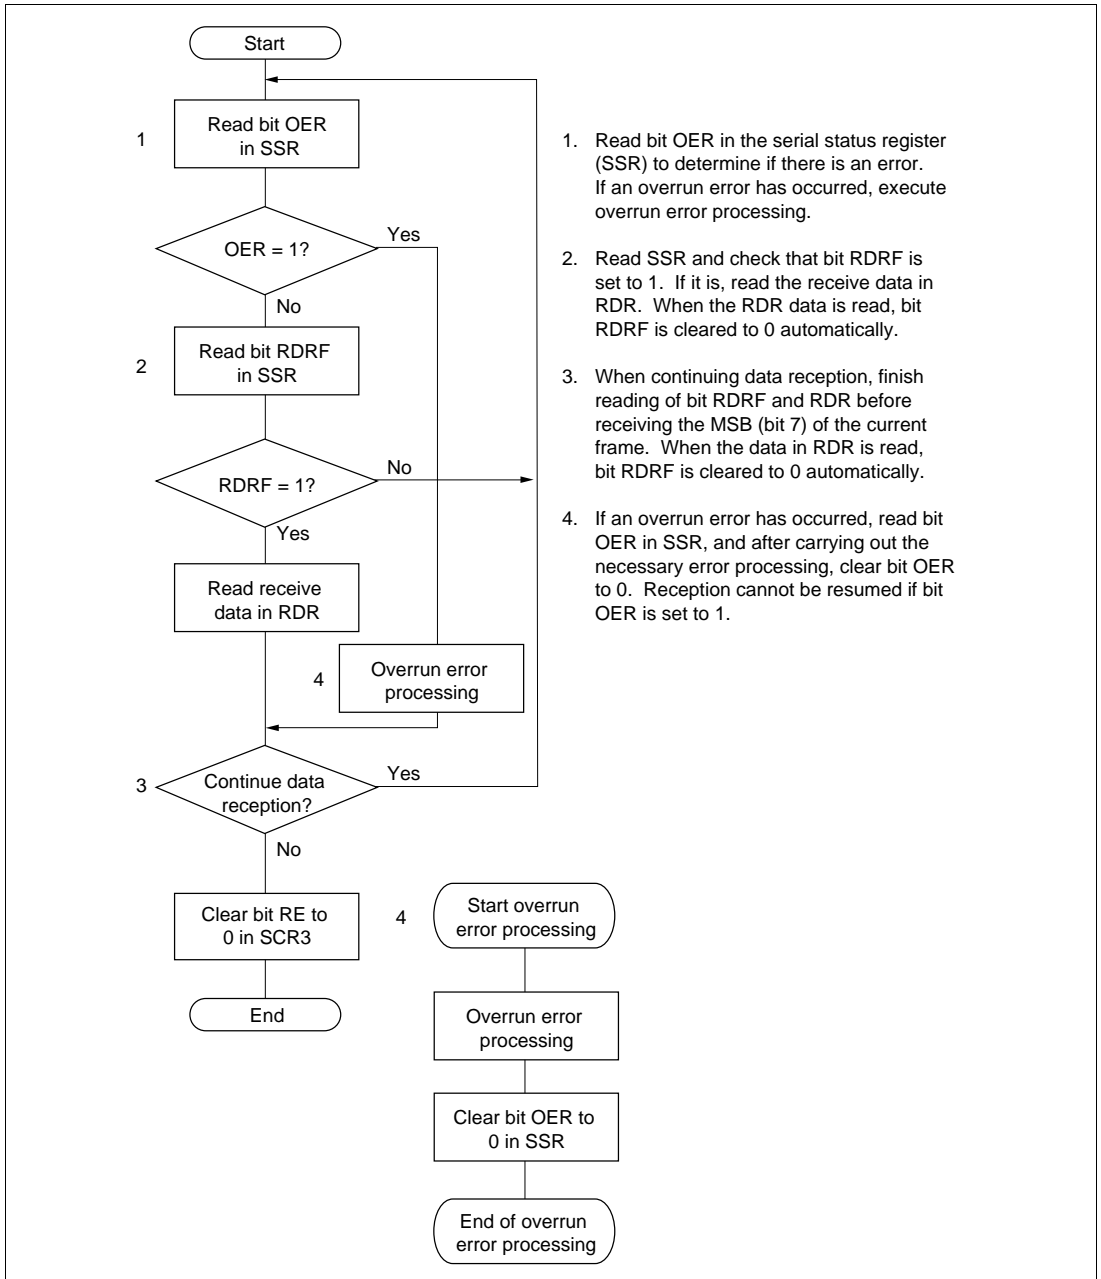 Start
1
Read bit OER
in SSR
OER = 1?
Yes
No
2
Read bit RDRF
in SSR
RDRF = 1?
No
Yes
Read receive
data in RDR
4
Overrun error
processing
3
Continue data
reception?
Yes
No
Clear bit RE to
0 in SCR3
End
4
Start overrun
error processing
Overrun error
processing
Clear bit OER to
0 in SSR
End of overrun
error processing
1. Read bit OER in the serial status register
(SSR) to determine if there is an error.
If an overrun error has occurred, execute
overrun error processing.
2. Read SSR and check that bit RDRF is
set to 1. If it is, read the receive data in
RDR. When the RDR data is read, bit
RDRF is cleared to 0 automatically.
3. When continuing data reception, finish
reading of bit RDRF and RDR before
receiving the MSB (bit 7) of the current
frame. When the data in RDR is read,
bit RDRF is cleared to 0 automatically.
4. If an overrun error has occurred, read bit
OER in SSR, and after carrying out the
necessary error processing, clear bit OER
to 0. Reception cannot be resumed if bit
OER is set to 1.